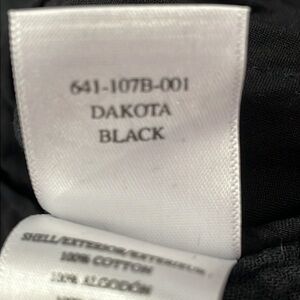 641-107B-001
DAKOTA
BLACK
SHELL/EXTERIOR/EXTERIEUR
100% COTTON
100% ALGODÓN